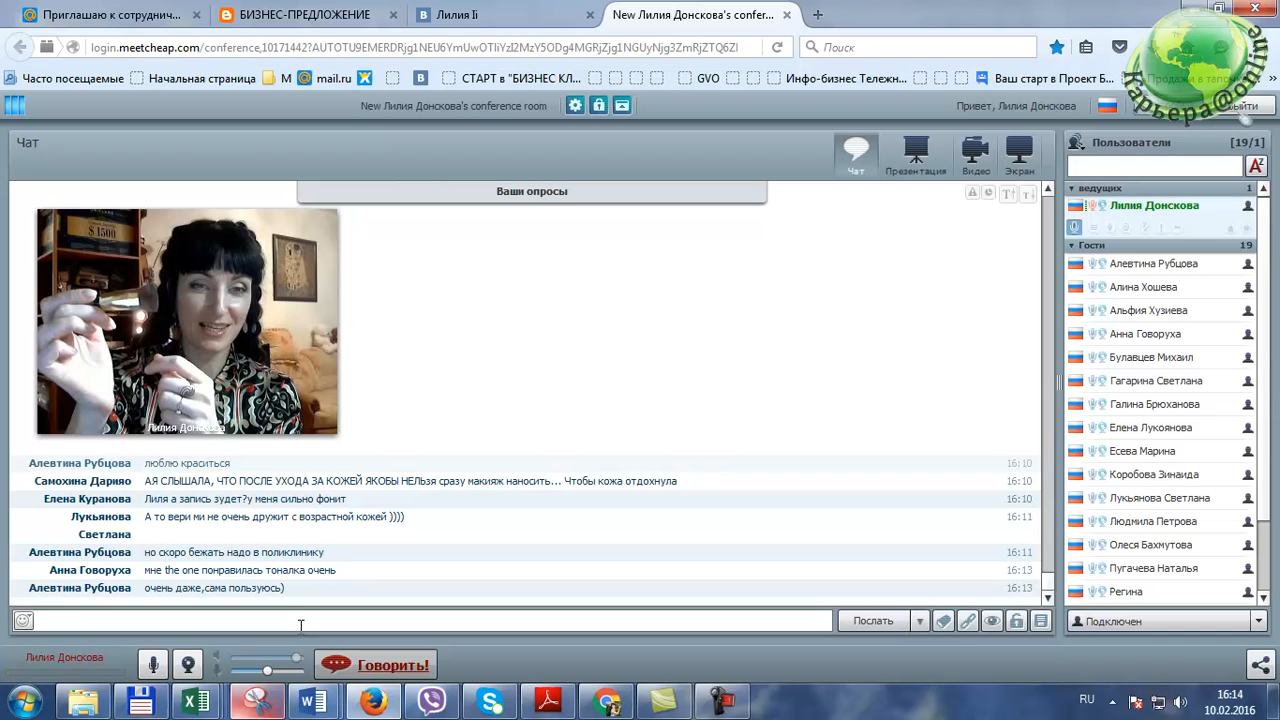 Приглашаю к сотруднич...
БИЗНЕС-ПРЕДЛОЖЕНИЕ
Лилия Ii
New Лилия Донскова's confer...
Поиск
Часто посещаемые
Начальная страница
М
mail.ru
СТАРТ в "БИЗНЕС КЛ...
GVO
Инфо-бизнес Тележн...
Ваш старт в Проект Б...
Карьера@online
New Лилия Донскова's conference room
Привет, Лилия Донскова
Чат
Чат
Презентация
Видео
Экран
Пользователи
[19/1]
Ваши опросы
ведущих 1
Лилия Донскова
Гости 19
Алевтина Рубцова
Алина Хошева
Альфия Хузиева
Анна Говоруха
Булавцев Михаил
Гагарина Светлана
Галина Брюханова
Елена Лукоянова
Есева Марина
Коробова Зинаида
Лукьянова Светлана
Людмила Петрова
Олеся Бахмутова
Пугачева Наталья
Регина
$ 1500
Лилия Донскова
Алевтина Рубцова люблю краситься 16:10
Самохина Дарияо АЯ СЛЫШАЛА, ЧТО ПОСЛЕ УХОДА ЗА КОЖЕЙ ЯКОБЫ НЕЛЬзя сразу макияж наносить... Чтобы кожа отдохнула 16:10
Елена Куранова Лиля а запись зудет?у меня сильно фонит 16:10
Лукьянова А то вери ми не очень дружит с возрастной кожей )))) 16:11
Светлана
Алевтина Рубцова но скоро бежать надо в поликлинику 16:11
Анна Говоруха мне the one понравилась тоналка очень 16:13
Алевтина Рубцова очень даже,сама пользуюсь) 16:13
Послать
Подключен
Лилия Донскова
Говорить!
RU
16:14
10.02.2016